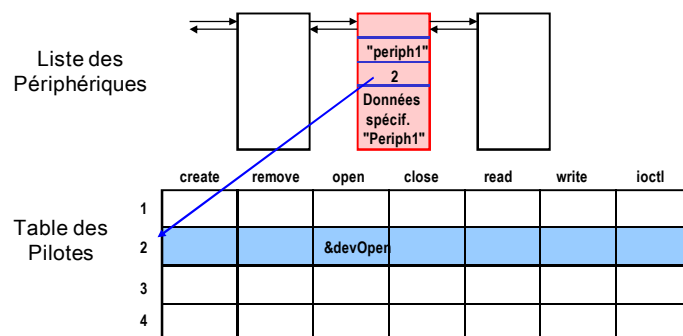 Liste des
Périphériques
"periph1"
2
Données
spécif.
"Periph1"
create remove open close read write ioctl
Table des
Pilotes
1
2 &devOpen
3
4